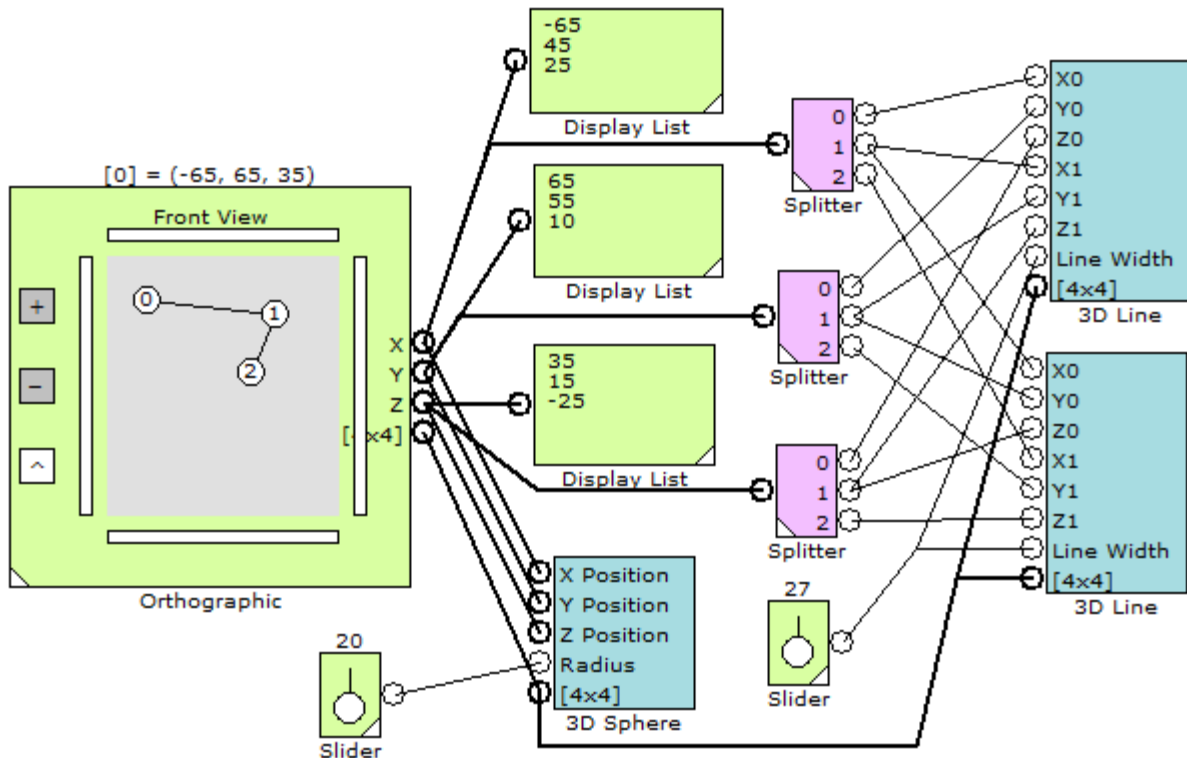 -65
45
25
Display List
[0] = (-65, 65, 35)
Front View
+
-
^
0
1
2
X
Y
Z
[4x4]
Orthographic
65
55
10
Display List
35
15
-25
Display List
0
1
2
Splitter
0
1
2
Splitter
0
1
2
Splitter
X0
Y0
Z0
X1
Y1
Z1
Line Width
[4x4]
3D Line
X0
Y0
Z0
X1
Y1
Z1
Line Width
[4x4]
3D Line
X Position
Y Position
Z Position
Radius
[4x4]
3D Sphere
20
Slider
27
Slider